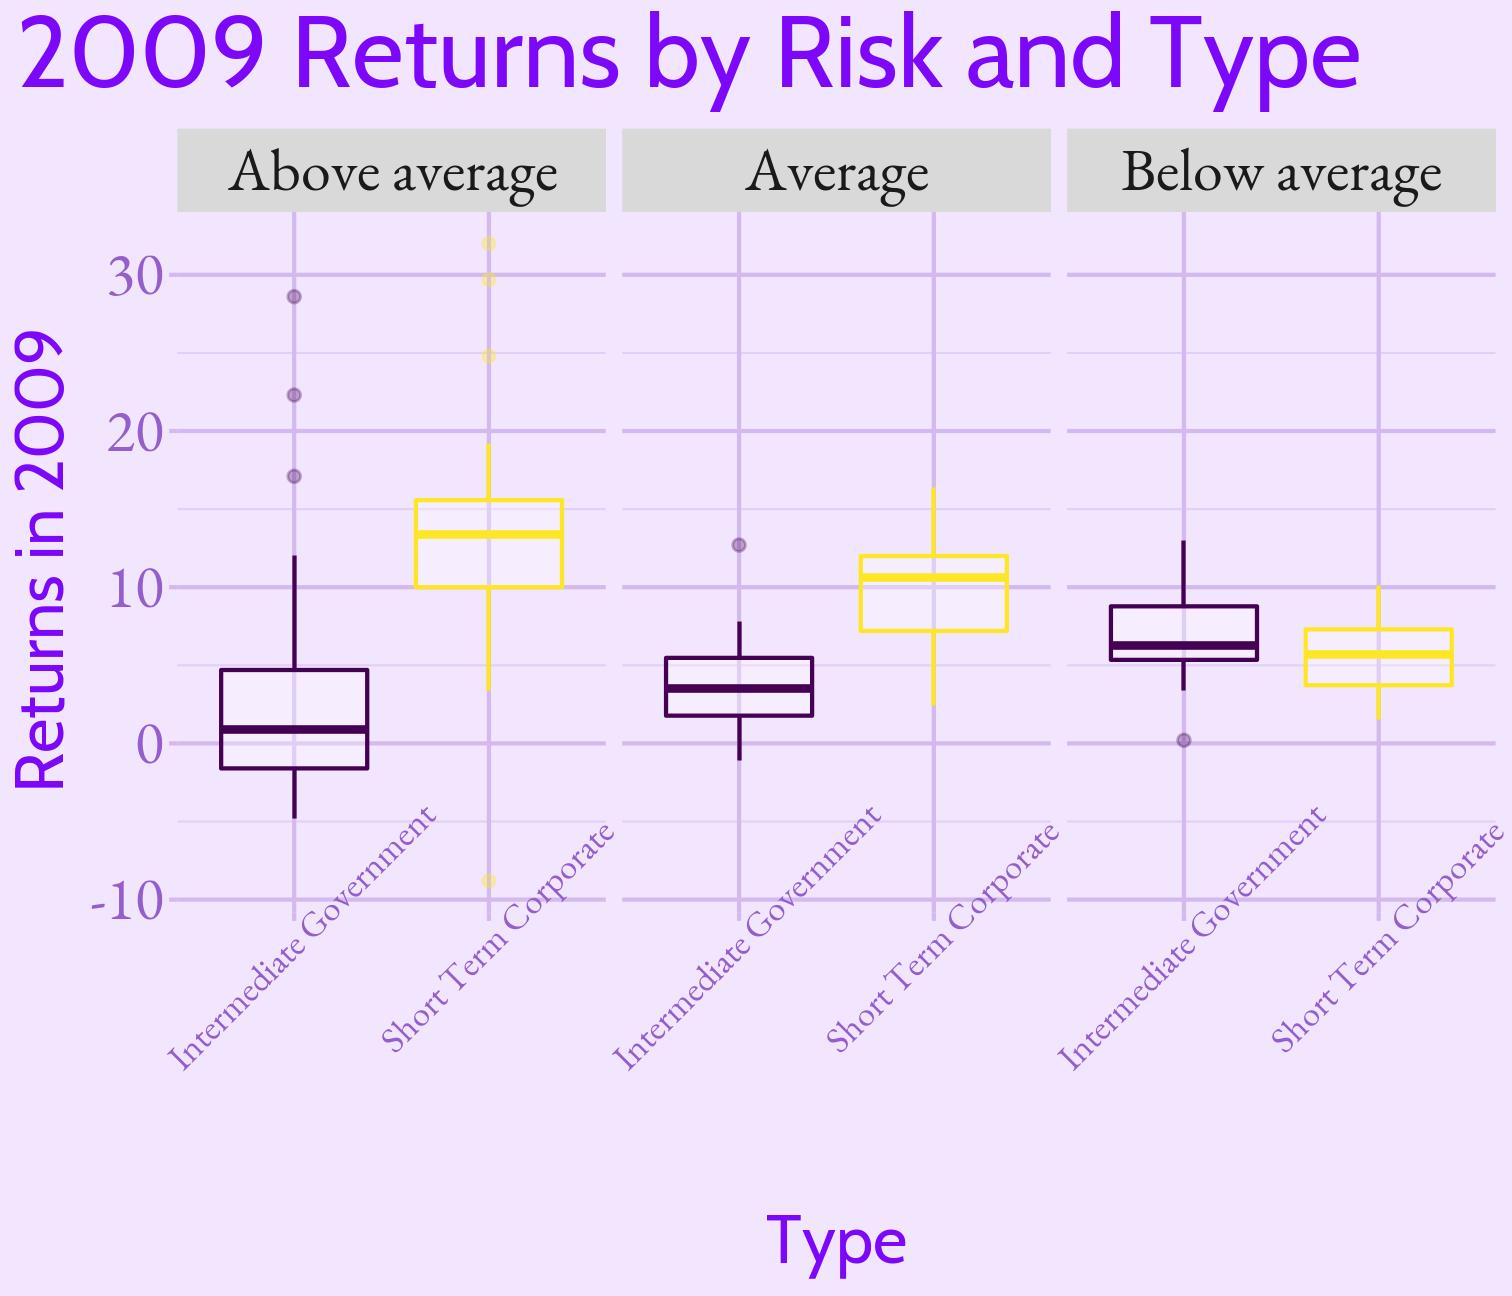 2009 Returns by Risk and Type
Above average
Average
Below average
Returns in 2009
30
20
10
0
-10
Intermediate Government
Short Term Corporate
Intermediate Government
Short Term Corporate
Intermediate Government
Short Term Corporate
Type